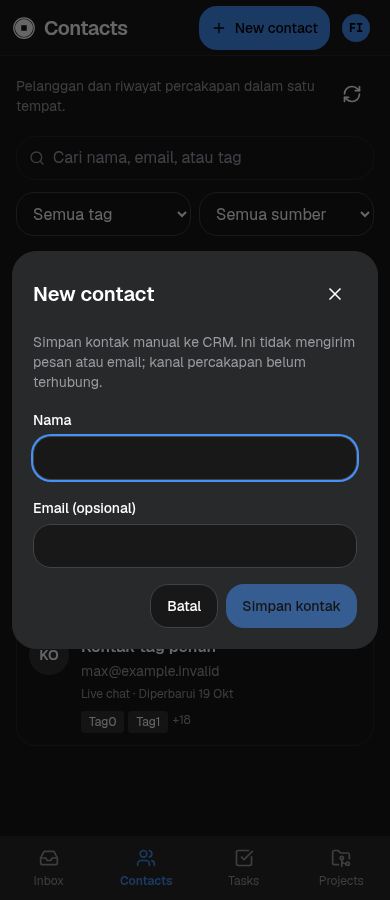 Contacts
New contact
FI
Pelanggan dan riwayat percakapan dalam satu
tempat.
Cari nama, email, atau tag
Semua tag
Semua sumber
New contact
Simpan kontak manual ke CRM. Ini tidak mengirim
pesan atau email; kanal percakapan belum
terhubung.
Nama
Email (opsional)
Batal
Simpan kontak
KO
Kontak tag penuh
max@example.invalid
Live chat · Diperbarui 19 Okt
Tag0
Tag1
+18
Inbox
Contacts
Tasks
Projects